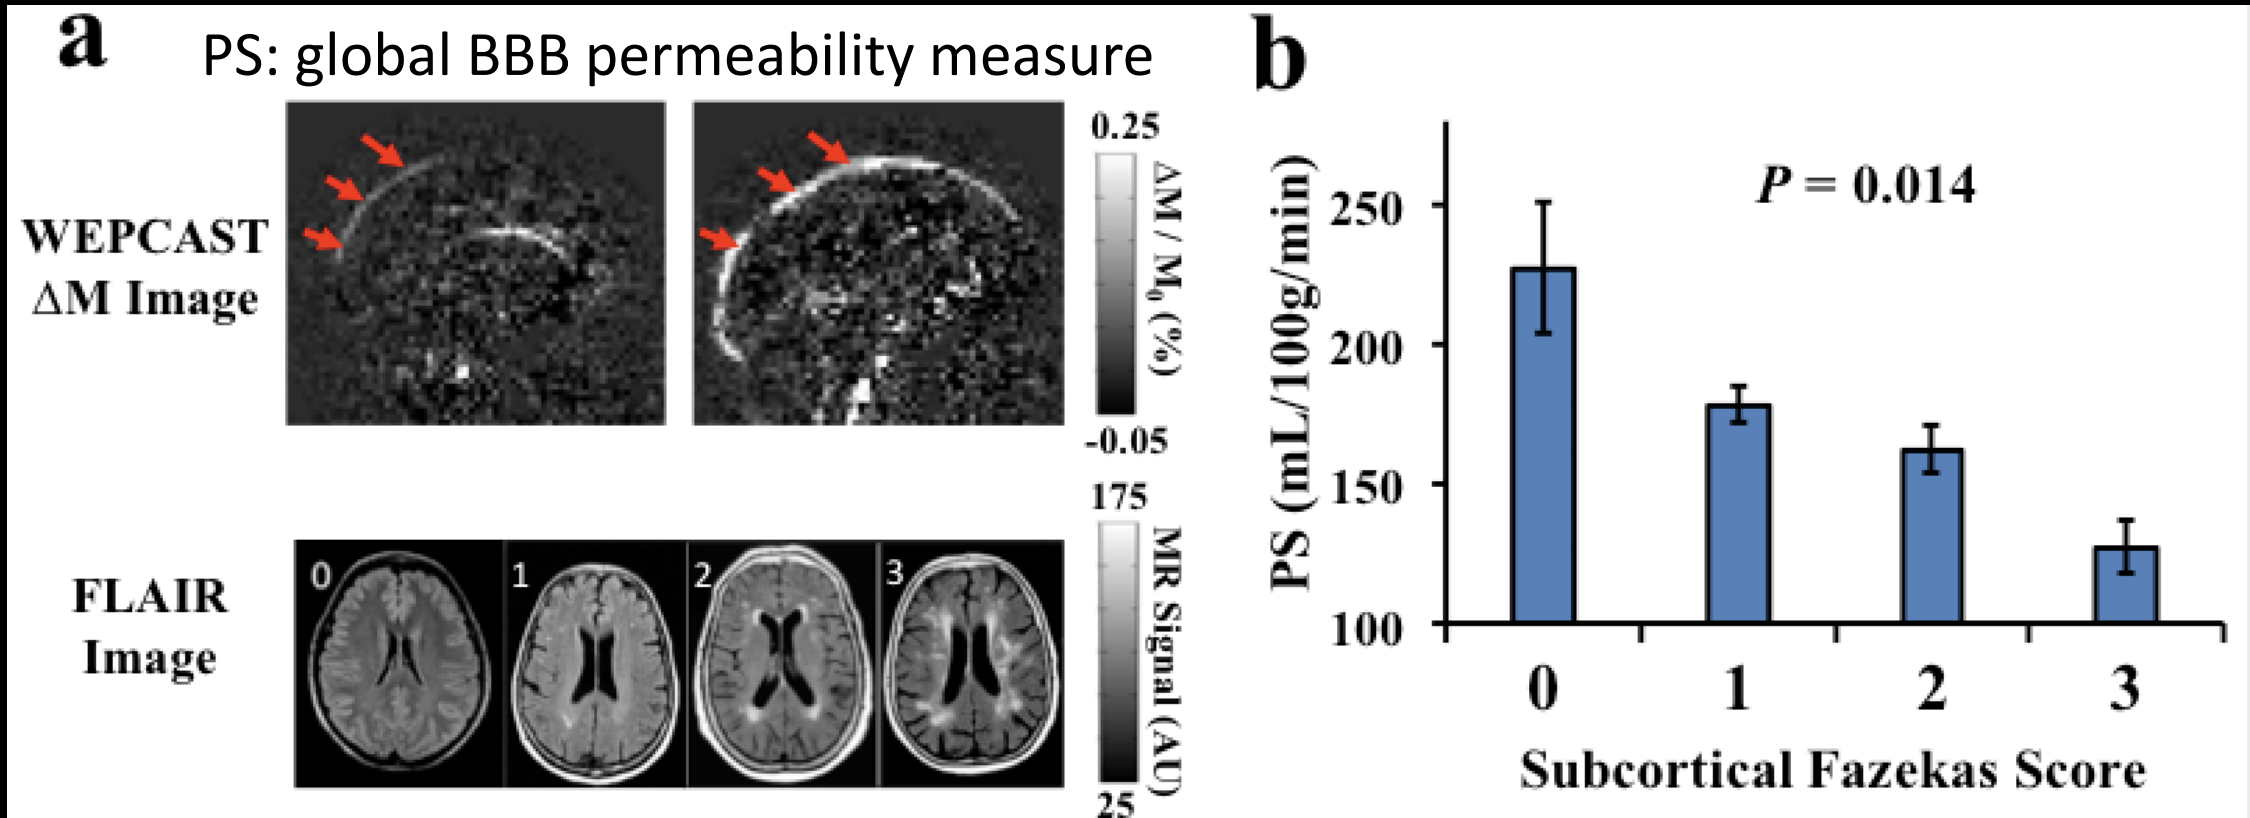 a
PS: global BBB permeability measure
WEPCAST
ΔM Image
0.25
ΔM / M₀ (%)
-0.05
FLAIR
Image
0
1
2
3
175
MR Signal (AU)
25
b
P = 0.014
PS (mL/100g/min)
250
200
150
100
0
1
2
3
Subcortical Fazekas Score